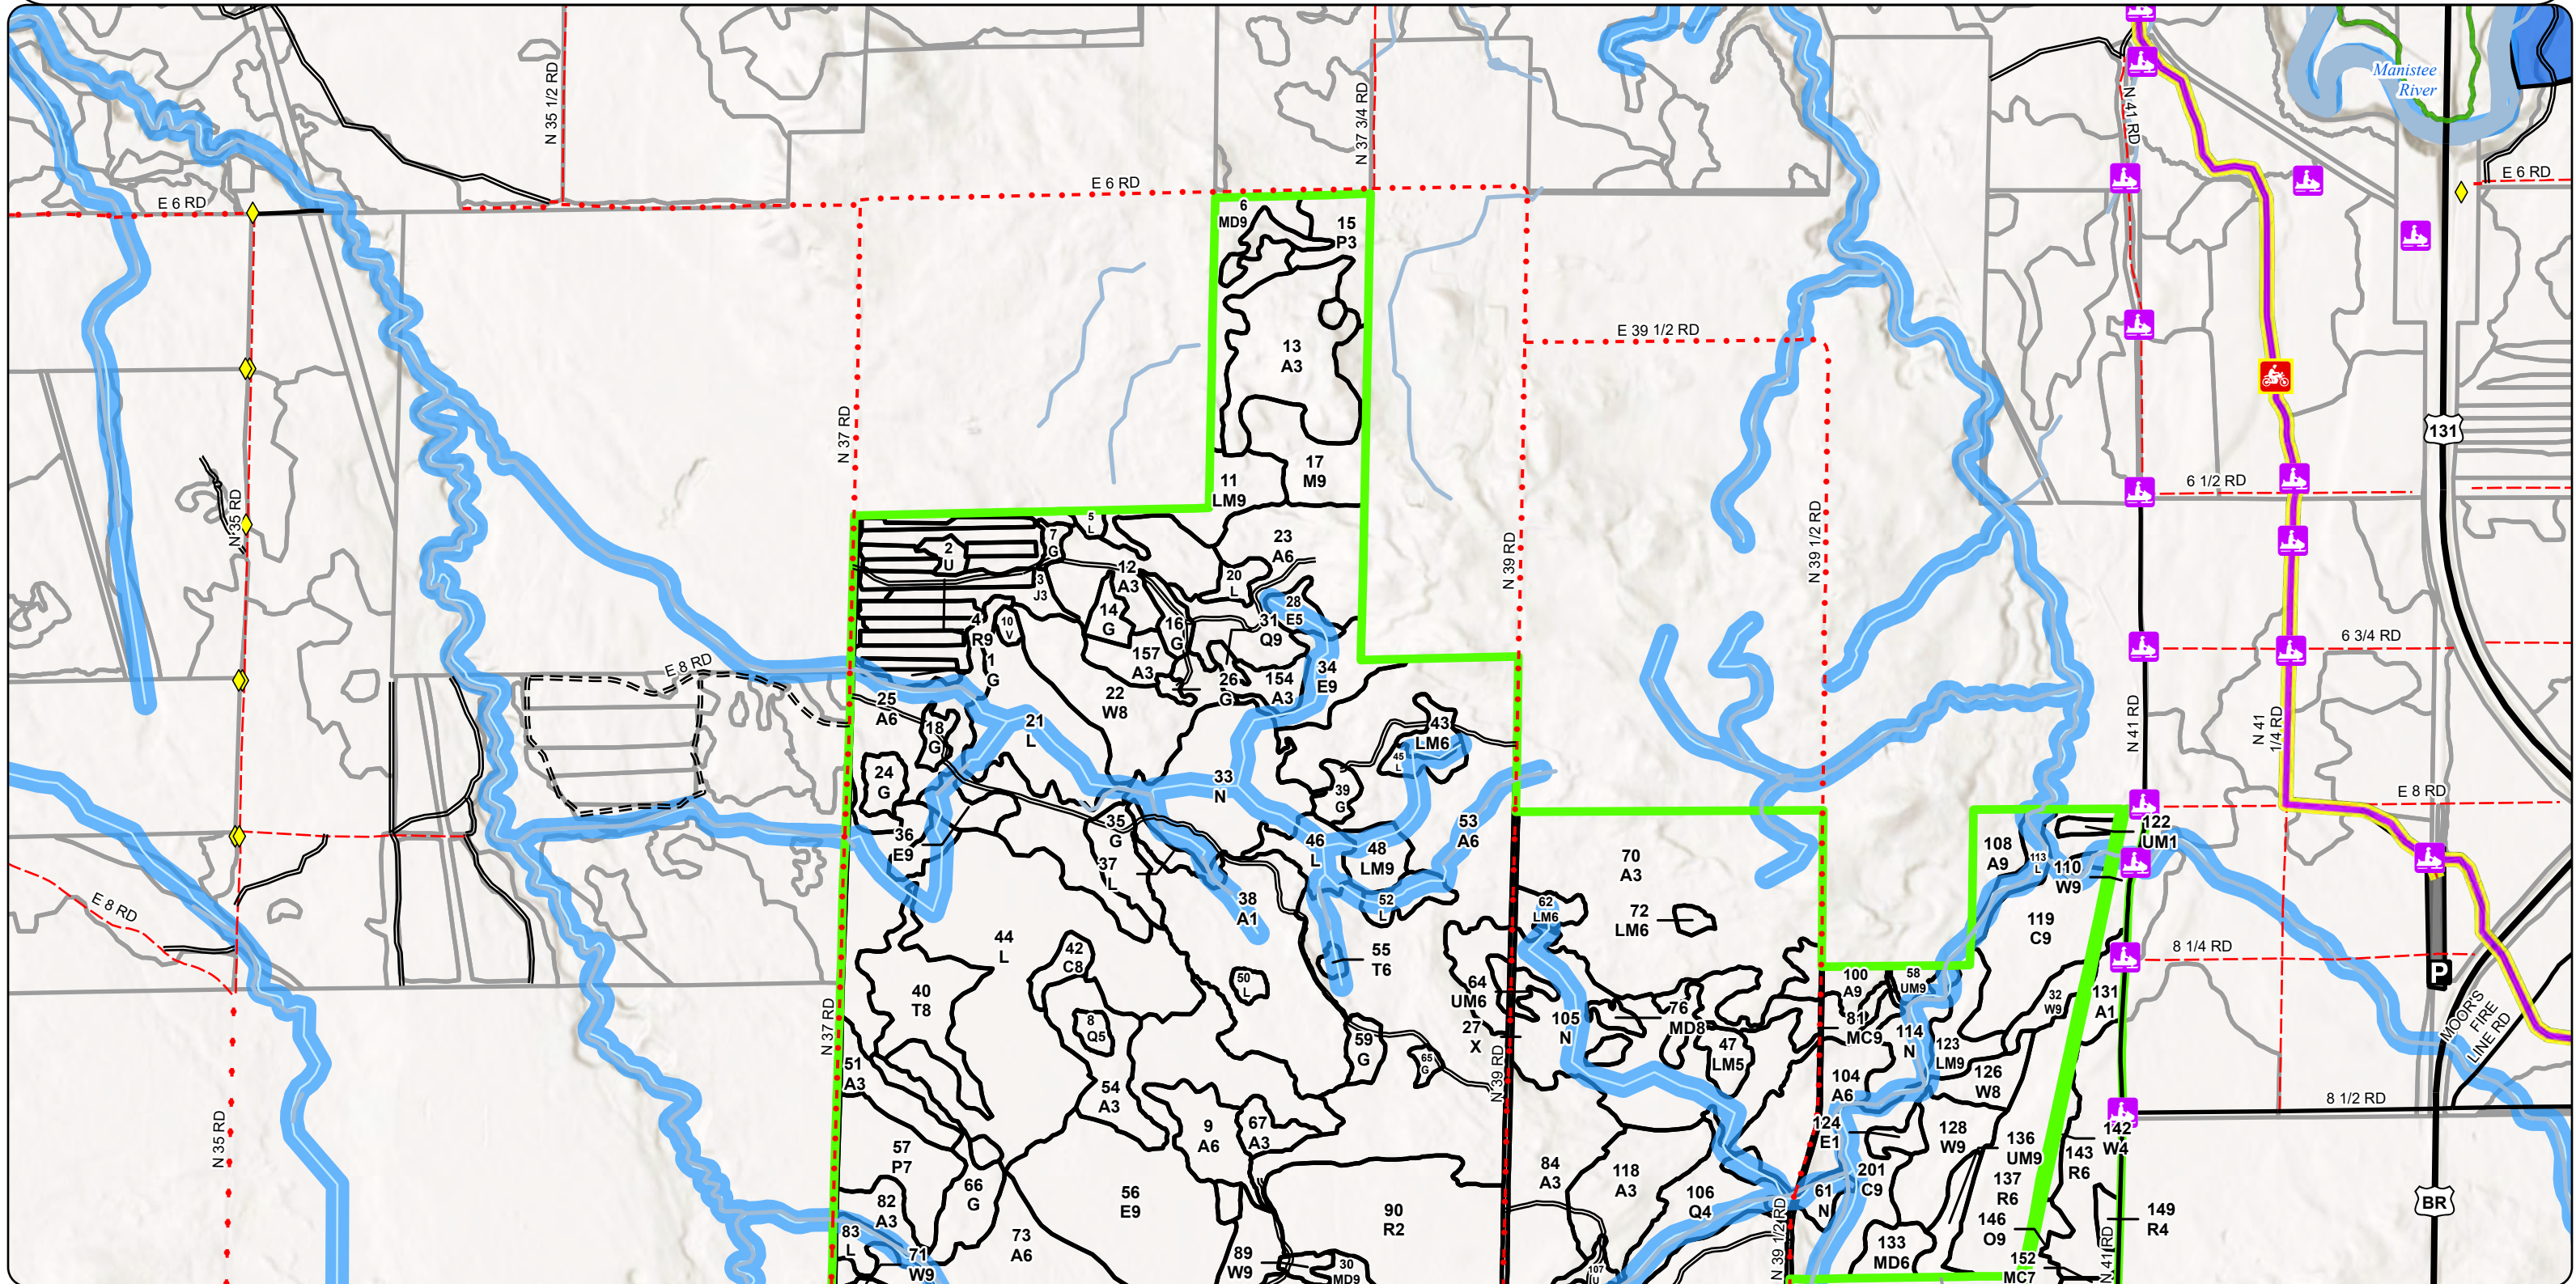 Manistee
River
N 35 1/2 RD
N 37 3/4 RD
N 41 RD
E 6 RD
E 6 RD
E 6 RD
6
MD9
15
P3
E 39 1/2 RD
13
A3
N 37 RD
131
17
M9
11
LM9
6 1/2 RD
N 35 RD
5
L
7
G
2
U
23
A6
N 39 RD
N 39 1/2 RD
12
A3
3
J3
20
L
28
E5
14
G
16
G
31
Q9
4
R9
10
V
1
G
157
A3
6 3/4 RD
E 8 RD
34
E9
26
G
154
A3
22
W8
25
A6
21
L
18
G
43
LM6
45
L
N 41 RD
N 41
1/4 RD
24
G
33
N
39
G
E 8 RD
35
G
36
E9
37
L
46
L
48
LM9
53
A6
122
UM1
108
A9
113
L
110
W9
70
A3
38
A1
52
L
62
LM6
72
LM6
119
C9
E 8 RD
44
L
42
C8
55
T6
8 1/4 RD
P
50
L
64
UM6
100
A9
58
UM9
40
T8
32
W9
131
A1
8
Q5
105
N
76
MD8
81
MC9
114
N
27
X
N 37 RD
59
G
65
G
47
LM5
123
LM9
MOOR'S
FIRE
LINE RD
51
A3
54
A3
N 39 RD
104
A6
126
W8
8 1/2 RD
N 35 RD
9
A6
67
A3
124
E1
128
W9
136
UM9
142
W4
143
R6
57
P7
84
A3
118
A3
201
C9
66
G
56
E9
106
Q4
61
N
137
R6
BR
82
A3
90
R2
146
O9
149
R4
73
A6
83
L
71
W9
89
W9
30
MD9
107
U
N 39 1/2 RD
133
MD6
152
MC7
N 41 RD